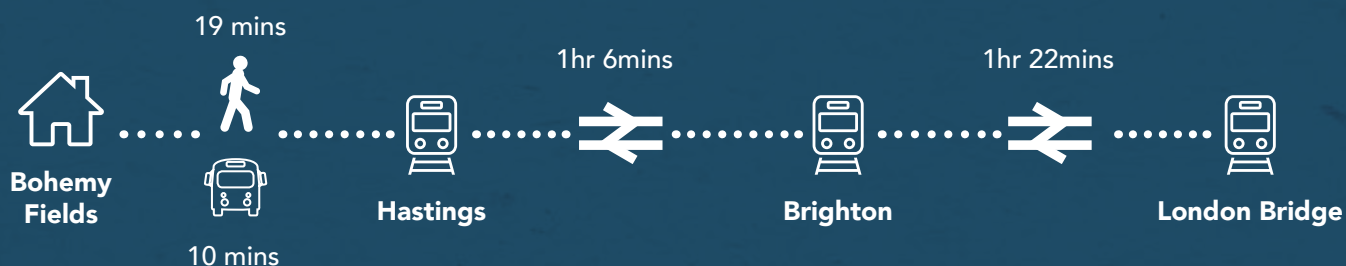 19 mins
1hr 6mins
1hr 22mins
Bohemy
Fields
Hastings
Brighton
London Bridge
10 mins